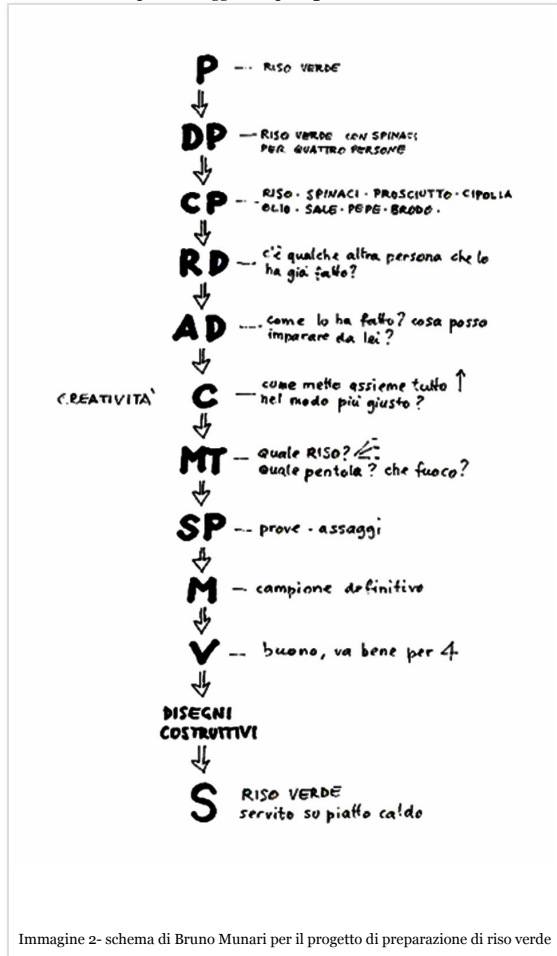 P — RISO VERDE
DP — RISO VERDE CON SPINACI
PER QUATTRO PERSONE
CP — RISO · SPINACI · PROSCIUTTO · CIPOLLA
OLIO · SALE · PEPE · BRODO ·
RD — c'è qualche altra persona che lo
ha già fatto?
AD — come lo ha fatto? cosa posso
imparare da lei?
CREATIVITA' C — come metto assieme tutto
nel modo più giusto?
MT — quale RISO?
quale pentola? che fuoco?
SP — prove - assaggi
M — campione definitivo
V — buono, va bene per 4
DISEGNI
COSTRUTTIVI
S RISO VERDE
servito su piatto caldo
Immagine 2- schema di Bruno Munari per il progetto di preparazione di riso verde